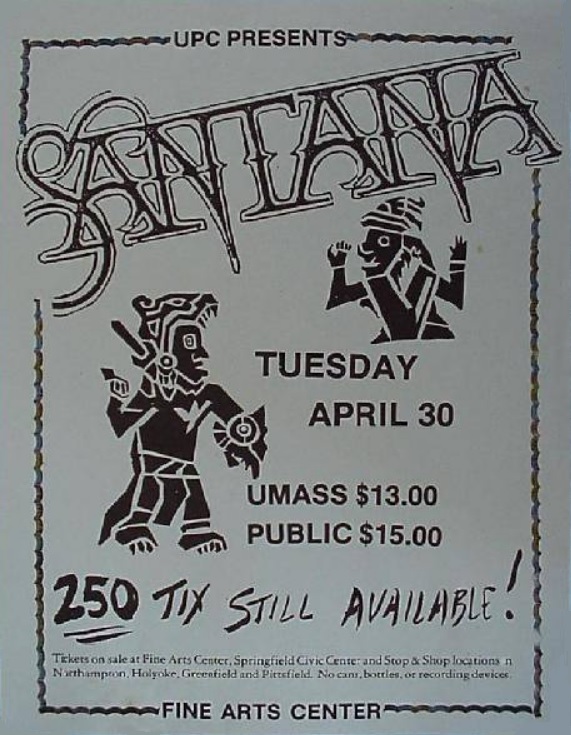 UPC PRESENTS
SANTANA
TUESDAY
APRIL 30
UMASS $13.00
PUBLIC $15.00
250 TIX STILL AVAILABLE!
Tickets on sale at Fine Arts Center, Springfield Civic Center and Stop & Shop locations in
Northampton, Holyoke, Greenfield and Pittsfield. No cans, bottles, or recording devices.
FINE ARTS CENTER